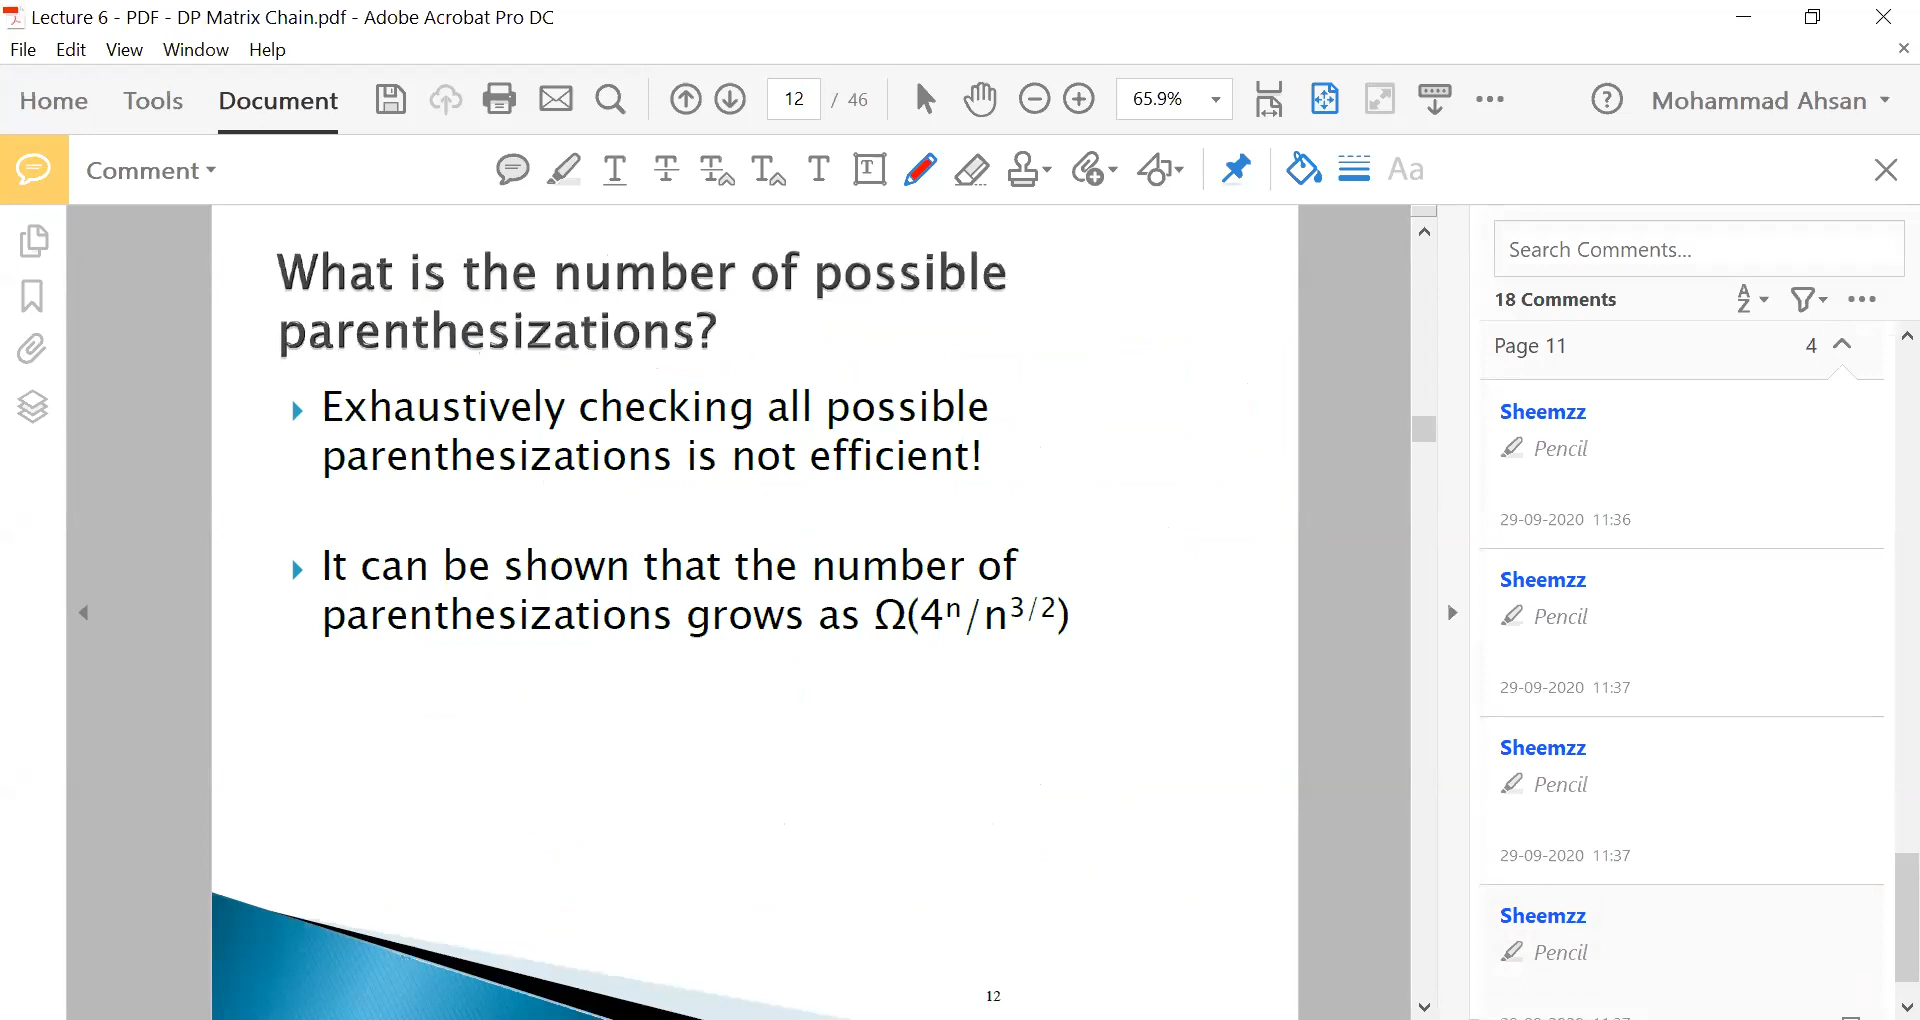 Lecture 6 - PDF - DP Matrix Chain.pdf - Adobe Acrobat Pro DC
File Edit View Window Help
Home Tools Document 12 / 46 65.9% Mohammad Ahsan
Comment Aa
What is the number of possible
parenthesizations?
Exhaustively checking all possible
parenthesizations is not efficient!
It can be shown that the number of
parenthesizations grows as Ω(4ⁿ/n³ᐟ²)
12
Search Comments...
18 Comments
Page 11 4
Sheemzz
Pencil
29-09-2020 11:36
Sheemzz
Pencil
29-09-2020 11:37
Sheemzz
Pencil
29-09-2020 11:37
Sheemzz
Pencil